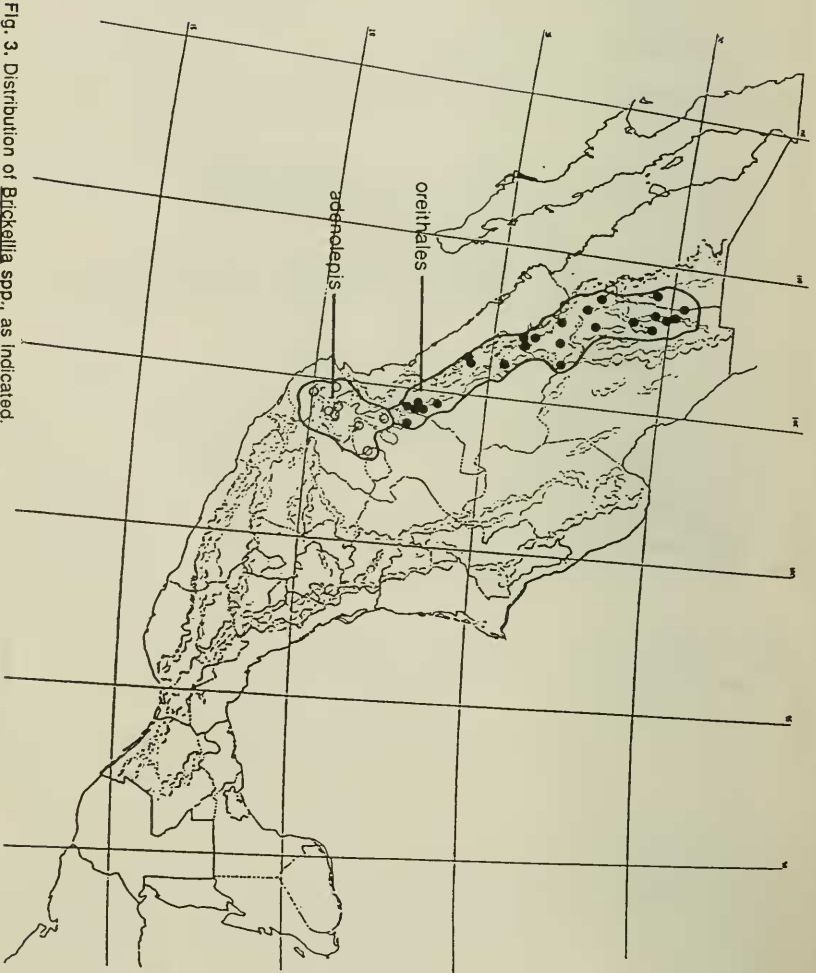 oreithales
adenolepis
Fig. 3. Distribution of Brickellia spp., as indicated.